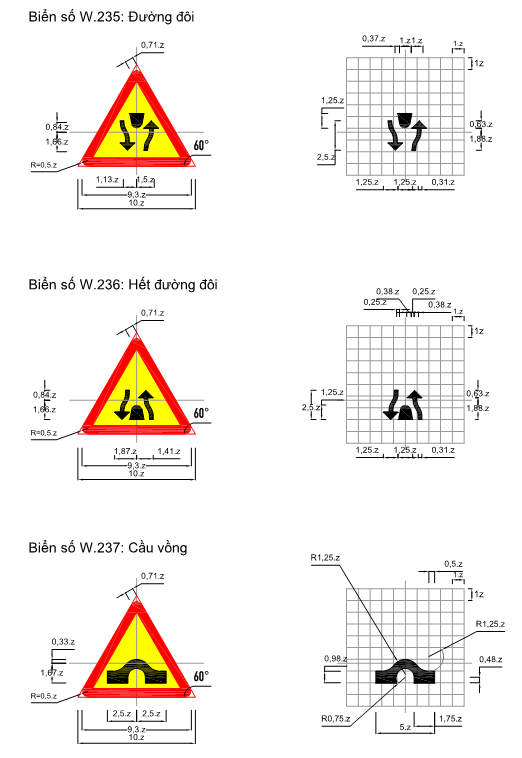 Biển số W.235: Đường đôi
0,71.z
0,37.z
1.z
1.z
1.z
1z
0,84.z
1,66.z
1,25.z
0,63.z
1,88.z
60°
2,5.z
R=0,5.z
1,13.z
1,5.z
1,25.z
1,25.z
0,31.z
9,3.z
10.z
Biển số W.236: Hết đường đôi
0,38.z
0,25.z
0,25.z
0,38.z
0,71.z
1.z
1z
0,84.z
1,66.z
1,25.z
0,63.z
2,5.z
1,88.z
60°
R=0,5.z
1,87.z
1,41.z
1,25.z
1,25.z
0,31.z
9,3.z
10.z
Biển số W.237: Cầu vồng
R1,25.z
0,5.z
0,71.z
1.z
1z
R1,25.z
0,33.z
1,67.z
0,98.z
0,48.z
60°
R=0,5.z
2,5.z
2,5.z
R0,75.z
1,75.z
5.z
9,3.z
10.z